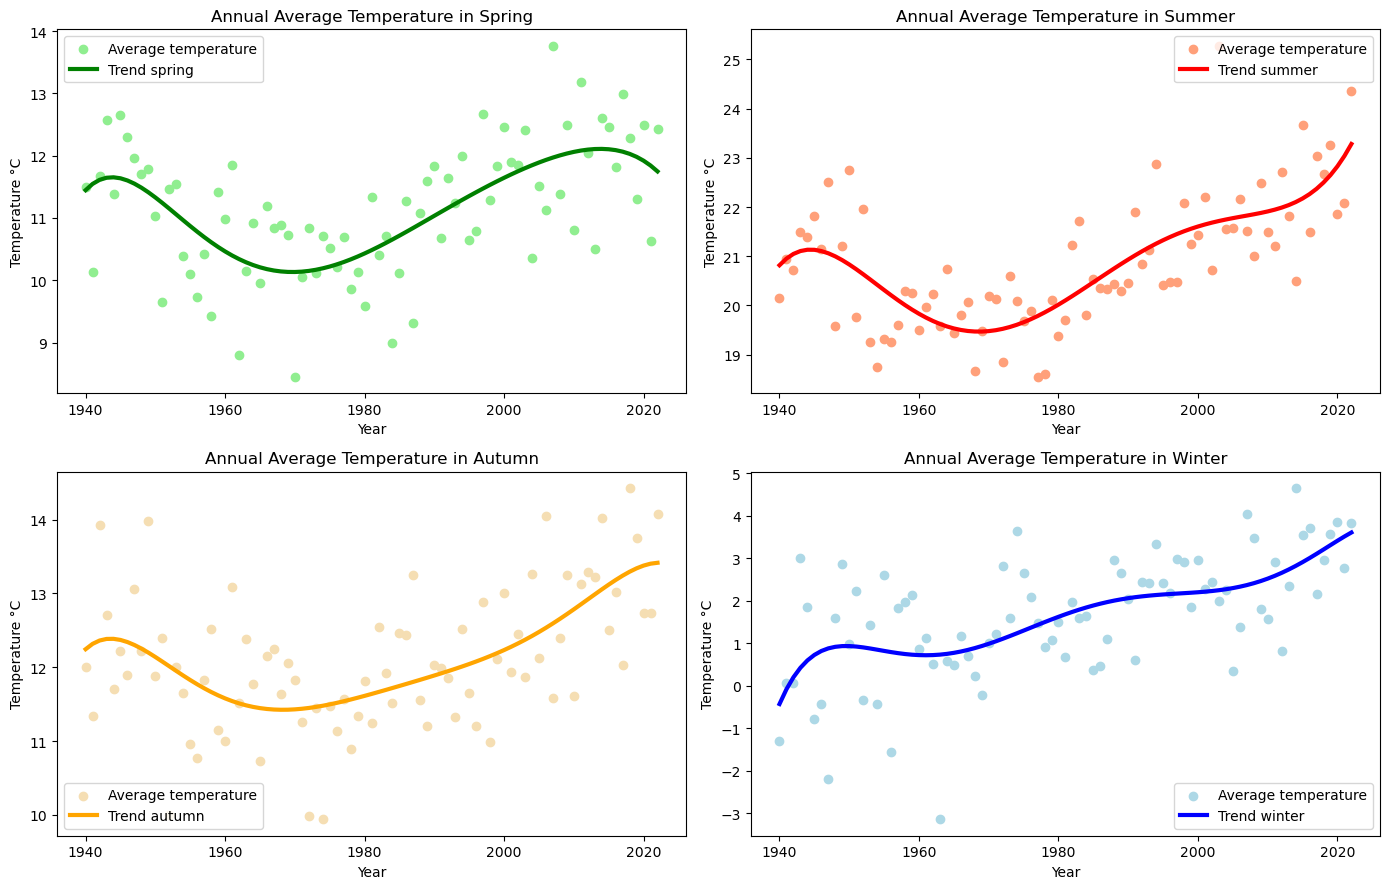 Annual Average Temperature in Spring
14
13
12
11
10
9
Temperature °C
Average temperature
Trend spring
1940
1960
1980
2000
2020
Year
Annual Average Temperature in Summer
25
24
23
22
21
20
19
Temperature °C
Average temperature
Trend summer
1940
1960
1980
2000
2020
Year
Annual Average Temperature in Autumn
14
13
12
11
10
Temperature °C
Average temperature
Trend autumn
1940
1960
1980
2000
2020
Year
Annual Average Temperature in Winter
5
4
3
2
1
0
−1
−2
−3
Temperature °C
Average temperature
Trend winter
1940
1960
1980
2000
2020
Year